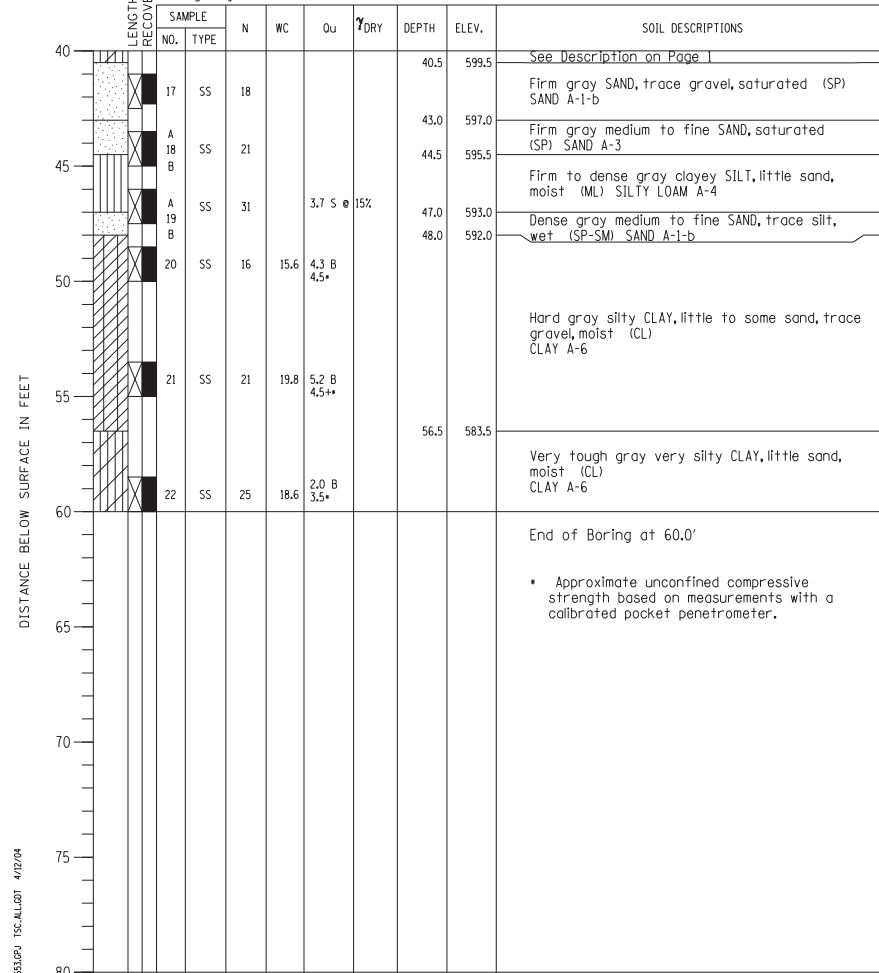 LENGTH
SAMPLE
NO. TYPE N WC Qu γDRY DEPTH ELEV. SOIL DESCRIPTIONS
40
40.5 599.5 See Description on Page 1
17 SS 18 Firm gray SAND, trace gravel, saturated (SP)
SAND A-1-b
43.0 597.0
A
18 SS 21 Firm gray medium to fine SAND, saturated
(SP) SAND A-3
B
44.5 595.5
45
Firm to dense gray clayey SILT, little sand,
moist (ML) SILTY LOAM A-4
A
19 SS 31 3.7 S @ 15%
B
47.0 593.0
Dense gray medium to fine SAND, trace silt,
wet (SP-SM) SAND A-1-b
48.0 592.0
20 SS 16 15.6 4.3 B
4.5*
50
Hard gray silty CLAY, little to some sand, trace
gravel, moist (CL)
CLAY A-6
21 SS 21 19.8 5.2 B
4.5+*
55
56.5 583.5
Very tough gray very silty CLAY, little sand,
moist (CL)
CLAY A-6
22 SS 25 18.6 2.0 B
3.5*
60
End of Boring at 60.0'
* Approximate unconfined compressive
strength based on measurements with a
calibrated pocket penetrometer.
65
70
75
80
DISTANCE BELOW SURFACE IN FEET
TSC_ALL.GDT 4/12/04